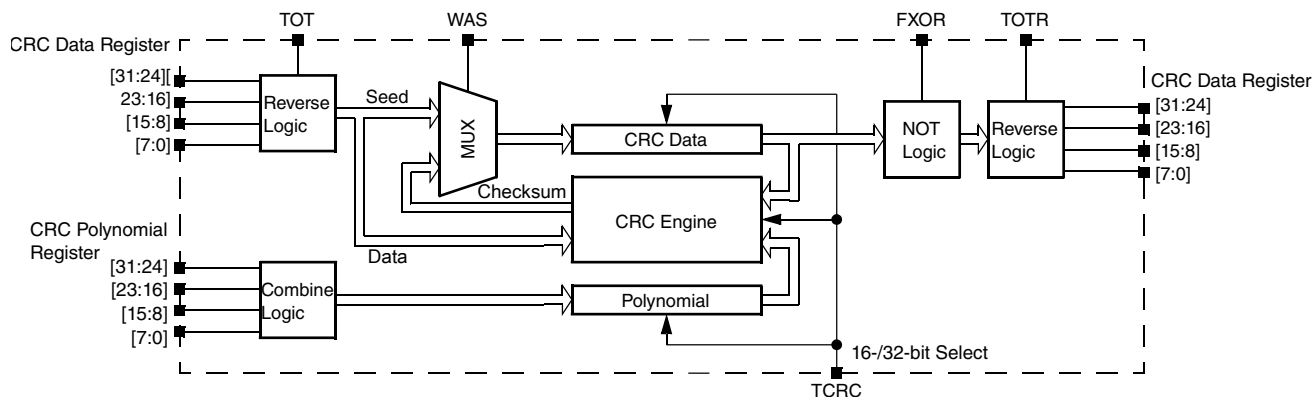 TOT
WAS
FXOR
TOTR
CRC Data Register
[31:24][
23:16]
[15:8]
[7:0]
Reverse
Logic
Seed
MUX
CRC Data
NOT
Logic
Reverse
Logic
CRC Data Register
[31:24]
[23:16]
[15:8]
[7:0]
Checksum
CRC Engine
Data
CRC Polynomial
Register
[31:24]
[23:16]
[15:8]
[7:0]
Combine
Logic
Polynomial
16-/32-bit Select
TCRC